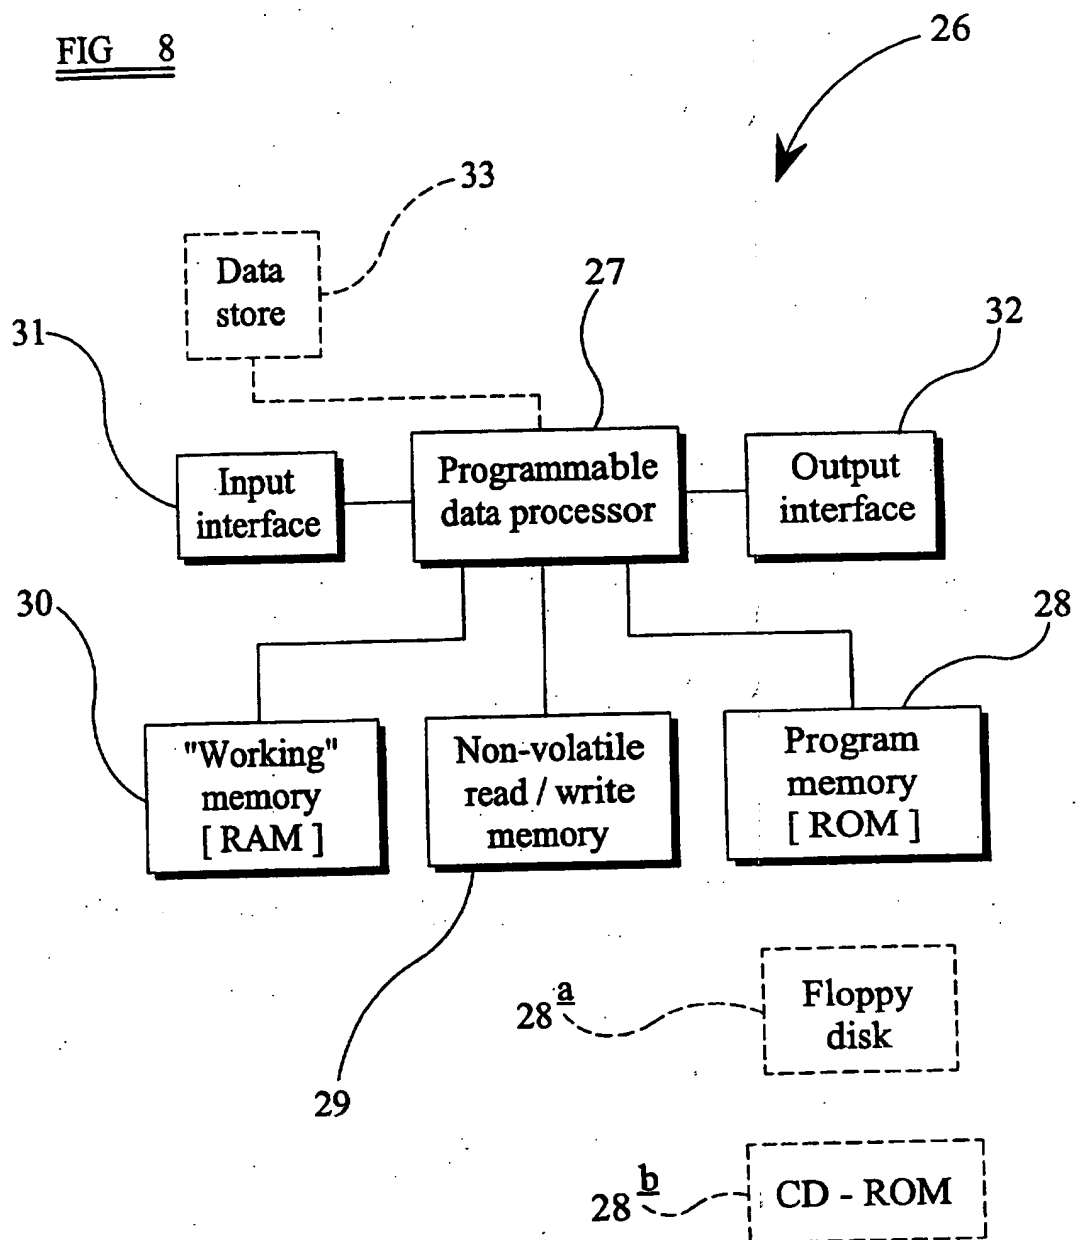 FIG 8
26
33
Data
store
27
31
32
Input
interface
Programmable
data processor
Output
interface
30
28
"Working"
memory
[ RAM ]
Non-volatile
read / write
memory
Program
memory
[ ROM ]
28a
Floppy
disk
29
28b
CD - ROM